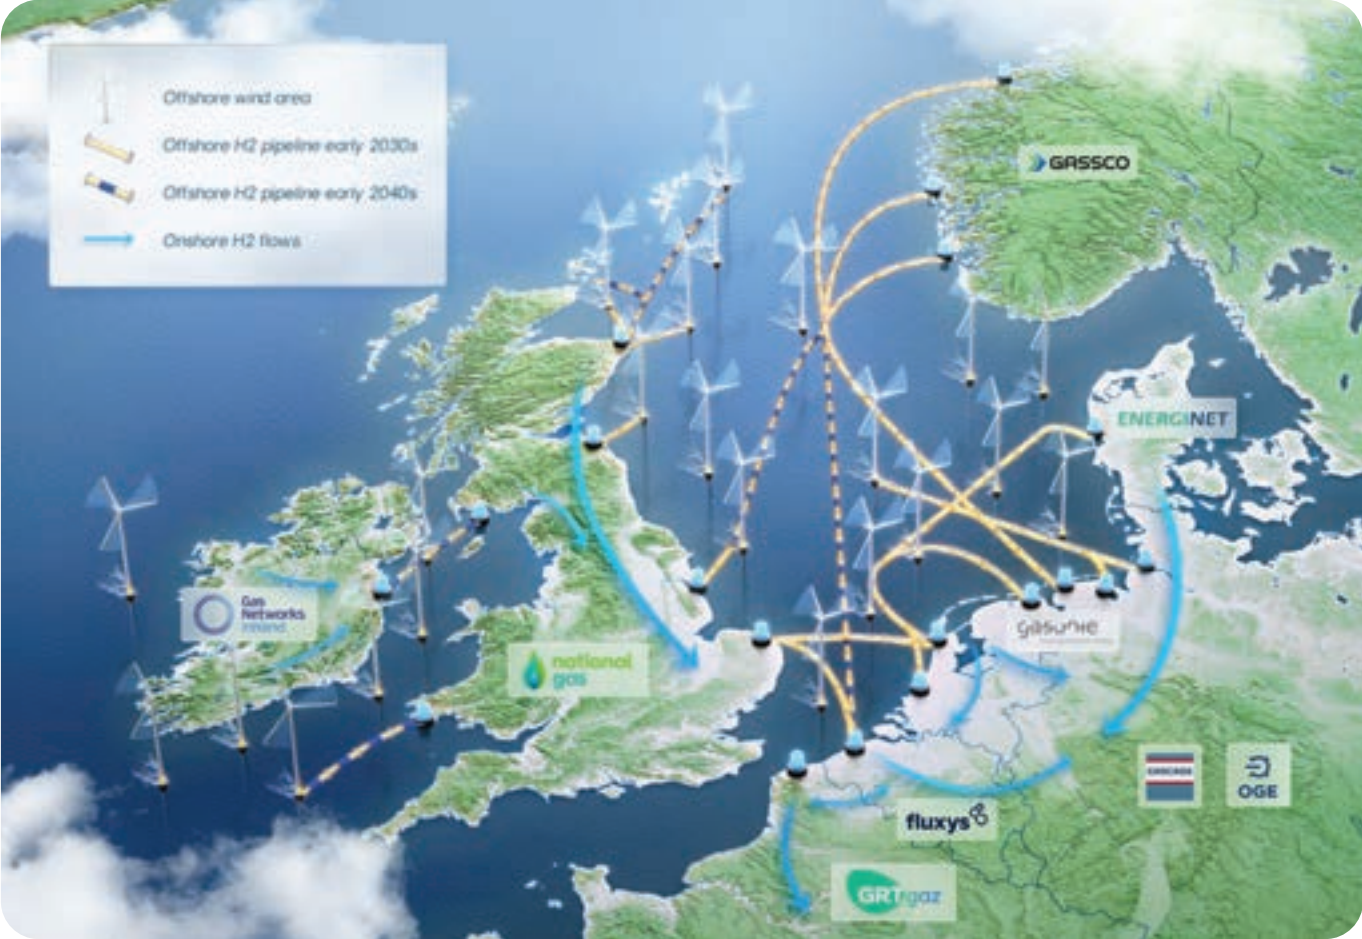 Offshore wind area
Offshore H2 pipeline early 2030s
Offshore H2 pipeline early 2040s
Onshore H2 flows
GASSCO
ENERGINET
Gas
Networks
Ireland
national
gas
gasunie
CASCADE
OGE
fluxys
GRTgaz